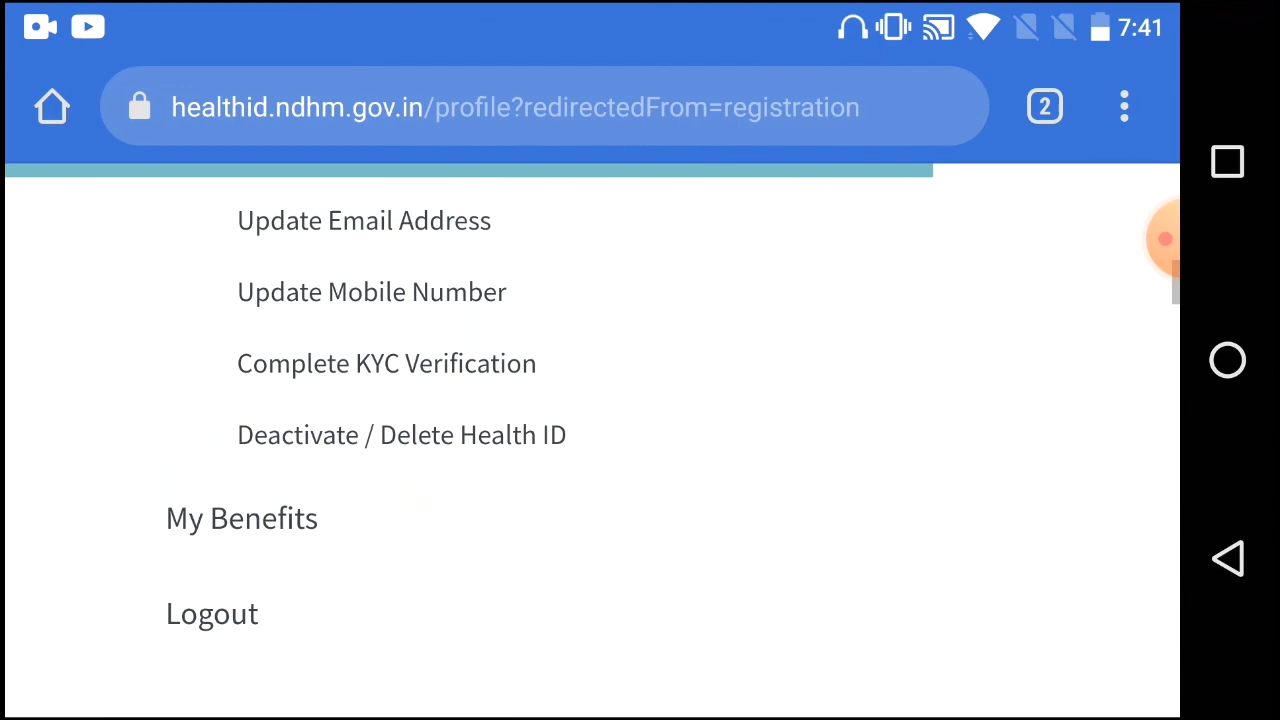 7:41
healthid.ndhm.gov.in/profile?redirectedFrom=registration
2
Update Email Address
Update Mobile Number
Complete KYC Verification
Deactivate / Delete Health ID
My Benefits
Logout